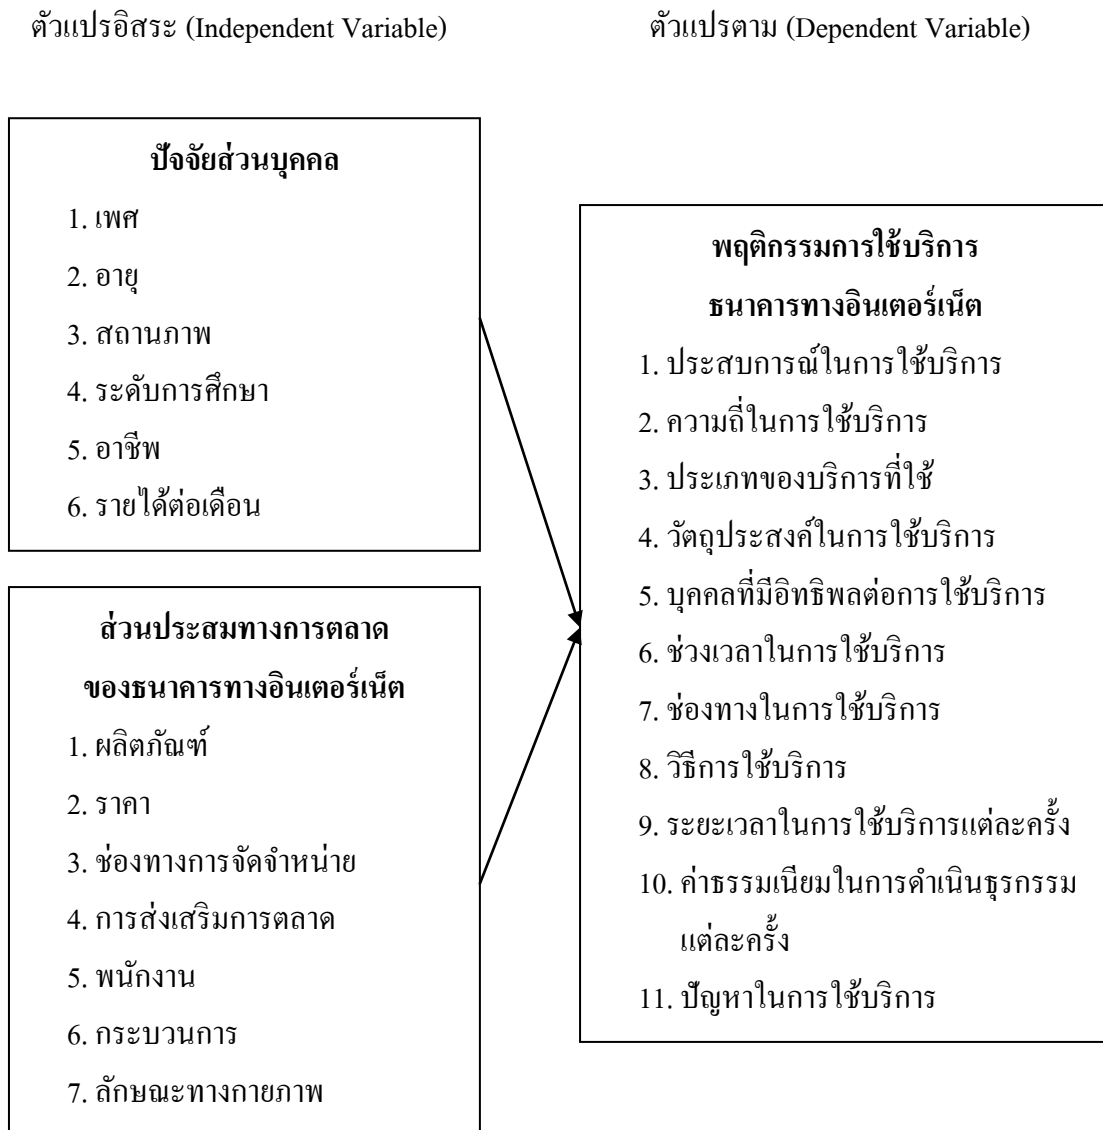 ตัวแปรอิสระ (Independent Variable)
ตัวแปรตาม (Dependent Variable)
ปัจจัยส่วนบุคคล
1. เพศ
2. อายุ
3. สถานภาพ
4. ระดับการศึกษา
5. อาชีพ
6. รายได้ต่อเดือน
ส่วนประสมทางการตลาด
ของธนาคารทางอินเตอร์เน็ต
1. ผลิตภัณฑ์
2. ราคา
3. ช่องทางการจัดจำหน่าย
4. การส่งเสริมการตลาด
5. พนักงาน
6. กระบวนการ
7. ลักษณะทางกายภาพ
พฤติกรรมการใช้บริการ
ธนาคารทางอินเตอร์เน็ต
1. ประสบการณ์ในการใช้บริการ
2. ความถี่ในการใช้บริการ
3. ประเภทของบริการที่ใช้
4. วัตถุประสงค์ในการใช้บริการ
5. บุคคลที่มีอิทธิพลต่อการใช้บริการ
6. ช่วงเวลาในการใช้บริการ
7. ช่องทางในการใช้บริการ
8. วิธีการใช้บริการ
9. ระยะเวลาในการใช้บริการแต่ละครั้ง
10. ค่าธรรมเนียมในการดำเนินธุรกรรม
แต่ละครั้ง
11. ปัญหาในการใช้บริการ